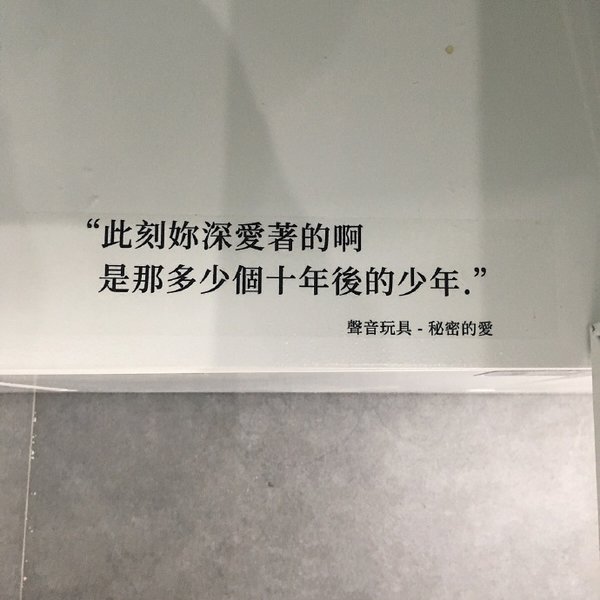 “此刻妳深愛著的啊
是那多少個十年後的少年.”
聲音玩具 - 秘密的愛